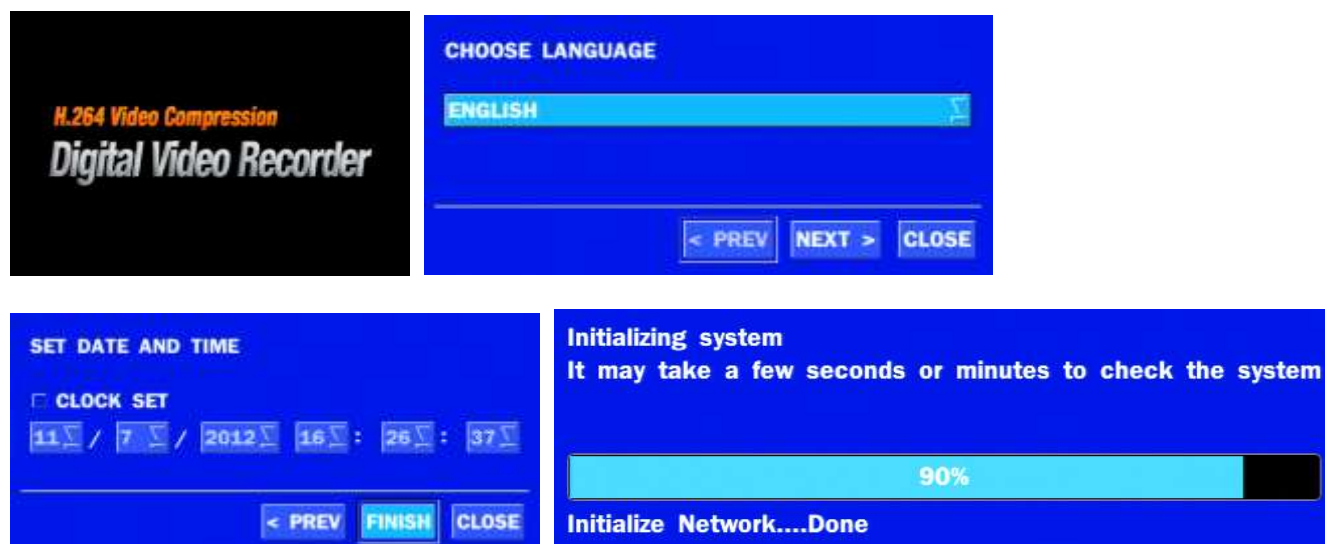 H.264 Video Compression
Digital Video Recorder
CHOOSE LANGUAGE
ENGLISH
< PREV NEXT > CLOSE
SET DATE AND TIME
CLOCK SET
11 / 7 / 2012 16 : 26 : 37
< PREV FINISH CLOSE
Initializing system
It may take a few seconds or minutes to check the system
90%
Initialize Network....Done